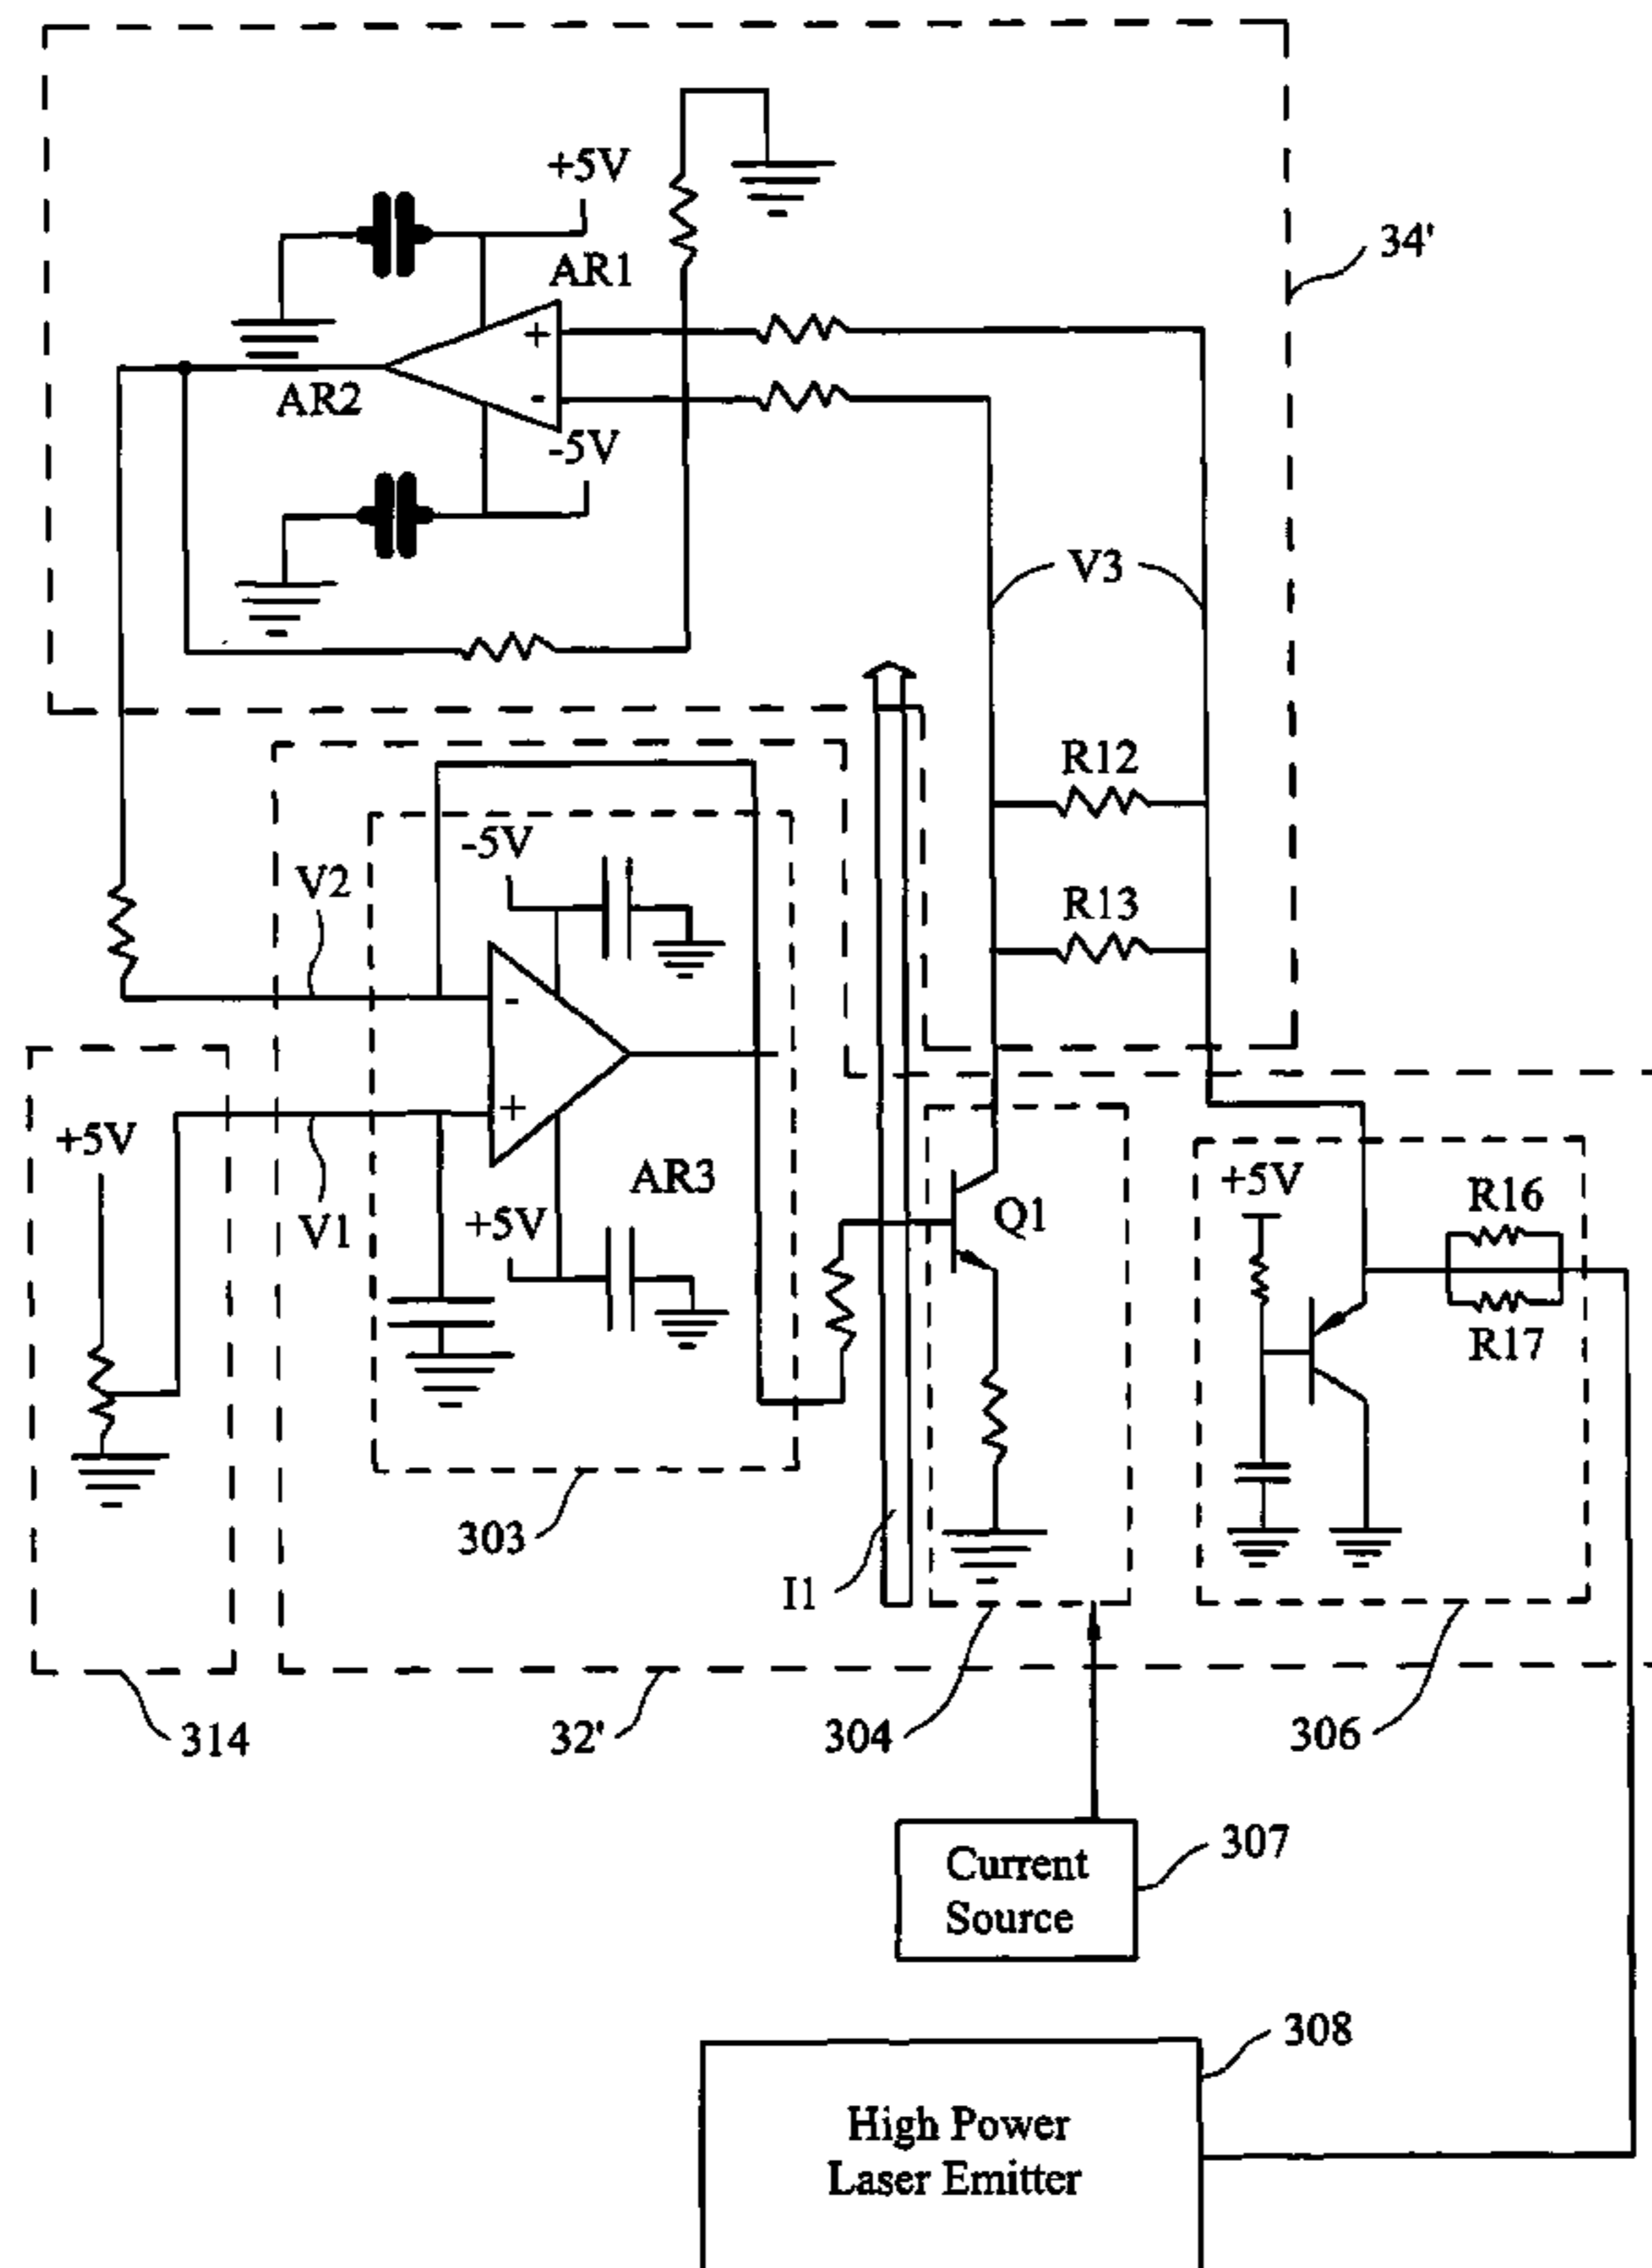 +5V
34'
AR1
+
AR2
-
-5V
V3
R12
-5V
V2
R13
-
+5V
+
AR3
+5V
R16
V1
+5V
Q1
R17
303
I1
314
32'
304
306
Current
Source
307
308
High Power
Laser Emitter